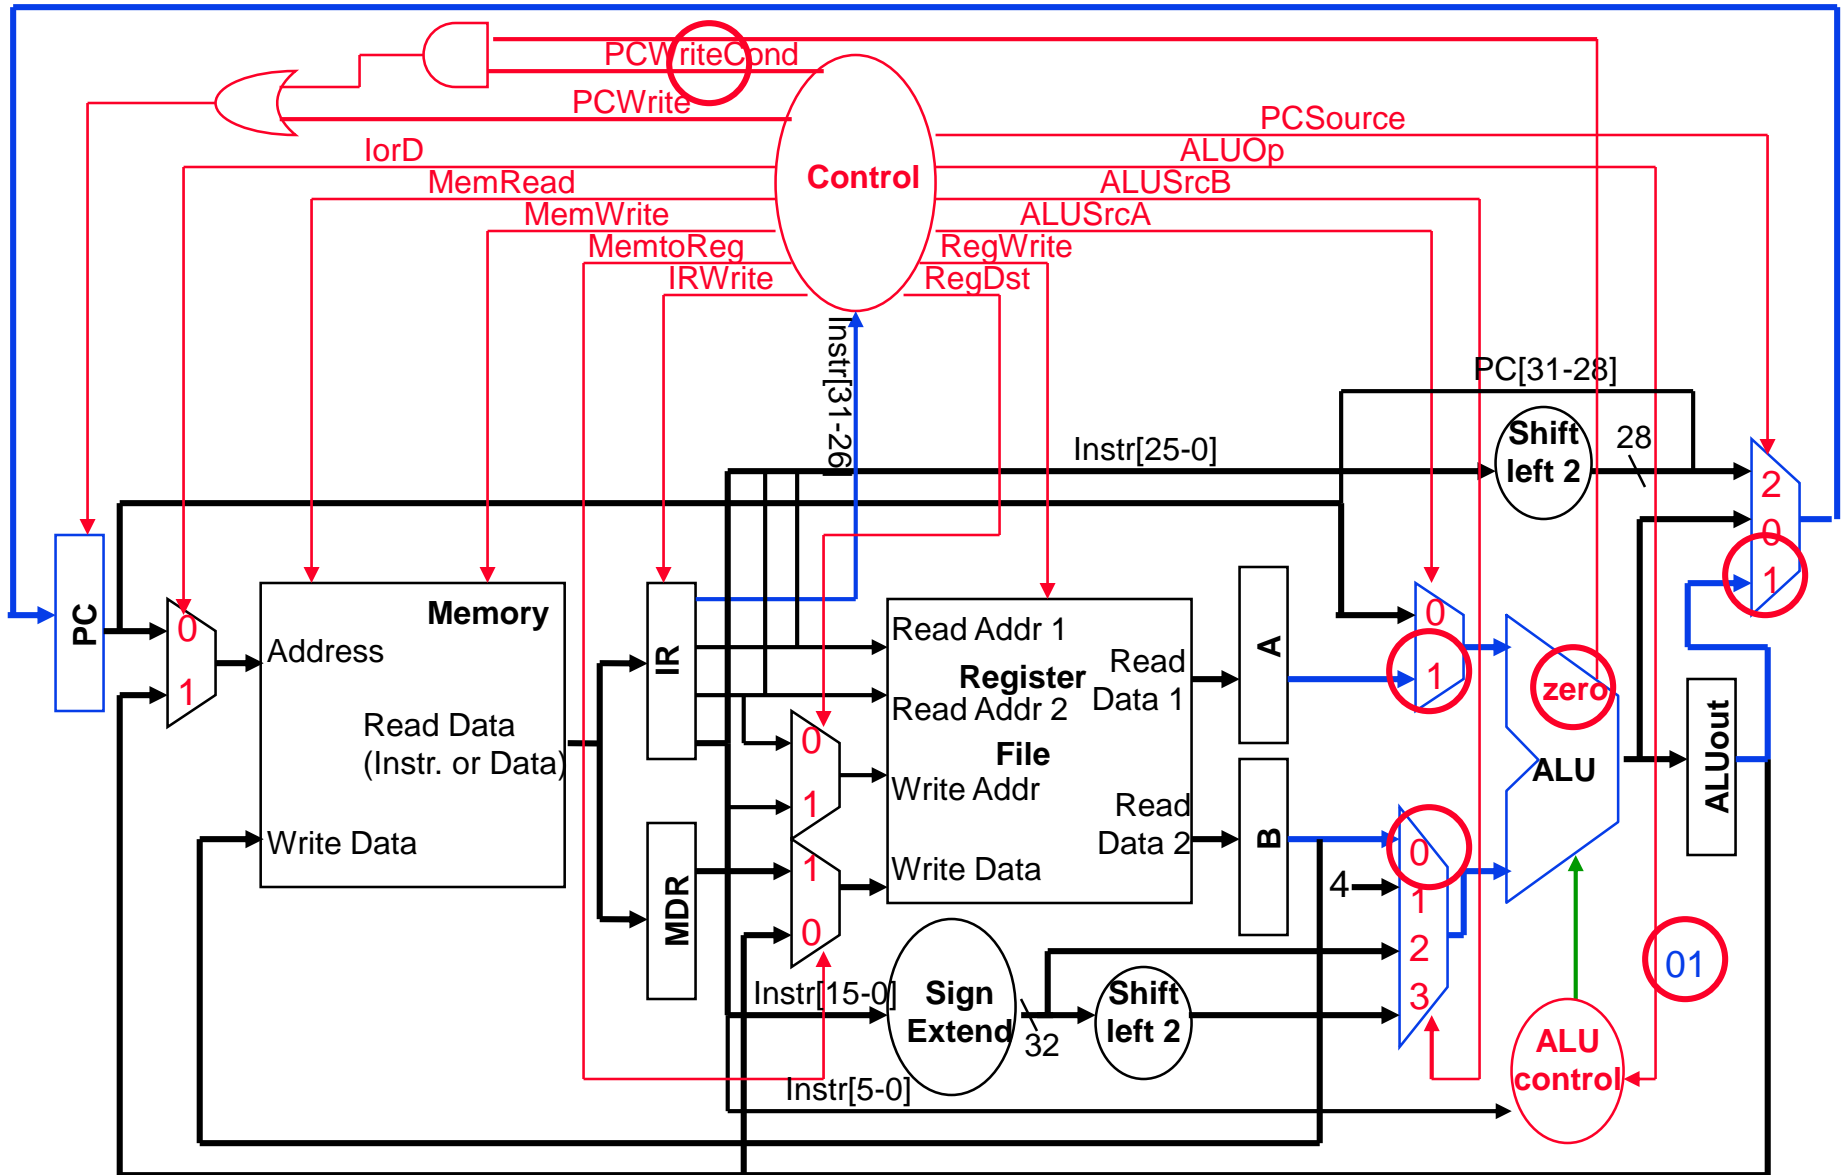 PCWriteCond
PCWrite
PCSource
IorD
ALUOp
Control
MemRead
ALUSrcB
MemWrite
ALUSrcA
MemtoReg
RegWrite
IRWrite
RegDst
Instr[31-26]
PC[31-28]
Shift
left 2
28
Instr[25-0]
2
0
1
PC
0
1
Memory
Address
Read Data
(Instr. or Data)
Write Data
IR
MDR
0
1
1
0
Read Addr 1
Register
Read Addr 2
File
Write Addr
Write Data
Read
Data 1
Read
Data 2
A
B
0
1
zero
ALU
ALUout
0
4
1
2
3
01
Instr[15-0]
Sign
Extend
32
Shift
left 2
ALU
control
Instr[5-0]